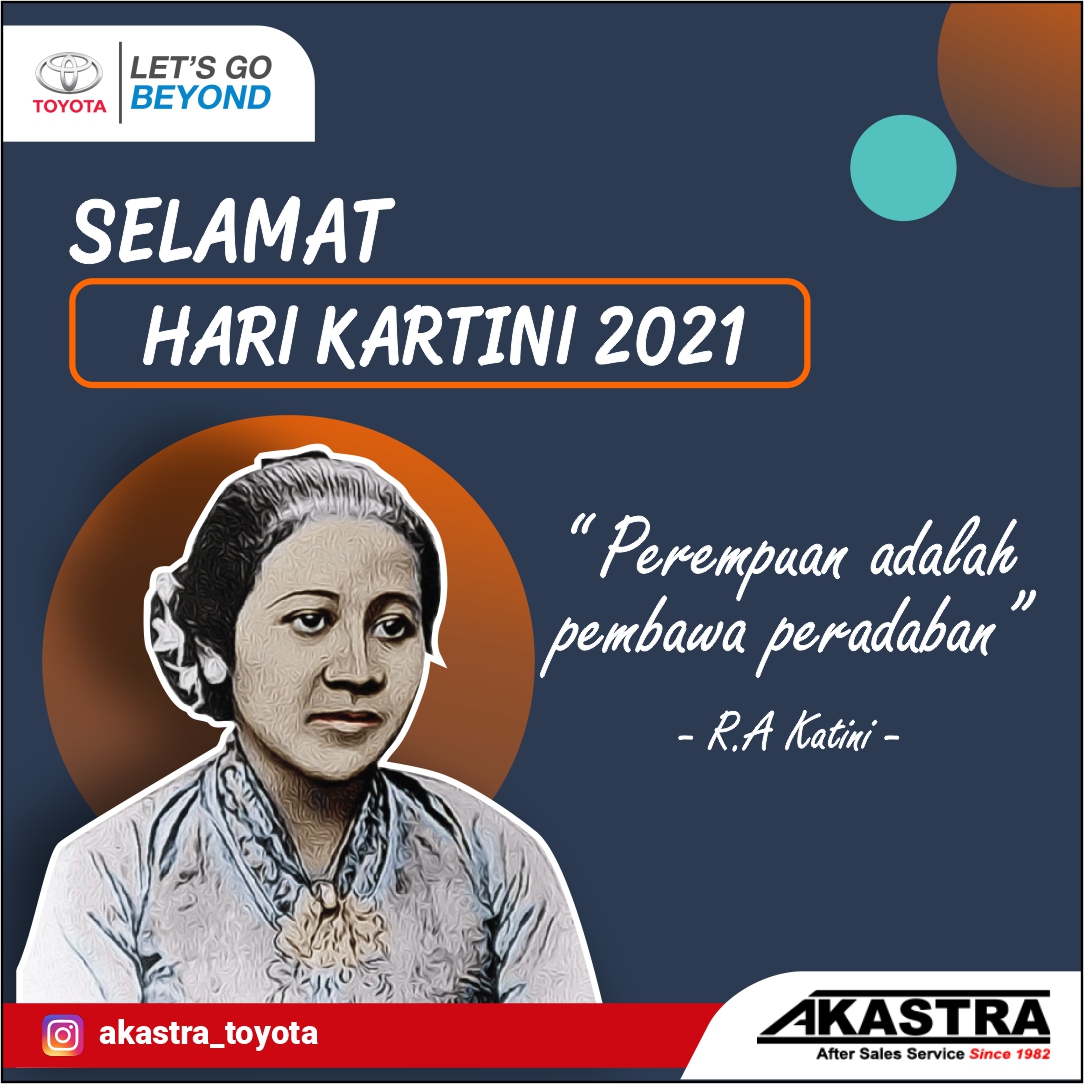 TOYOTA
LET'S GO
BEYOND
SELAMAT
HARI KARTINI 2021
“ Perempuan adalah
pembawa peradaban ”
- R.A Katini -
akastra_toyota
AKASTRA
After Sales Service Since 1982